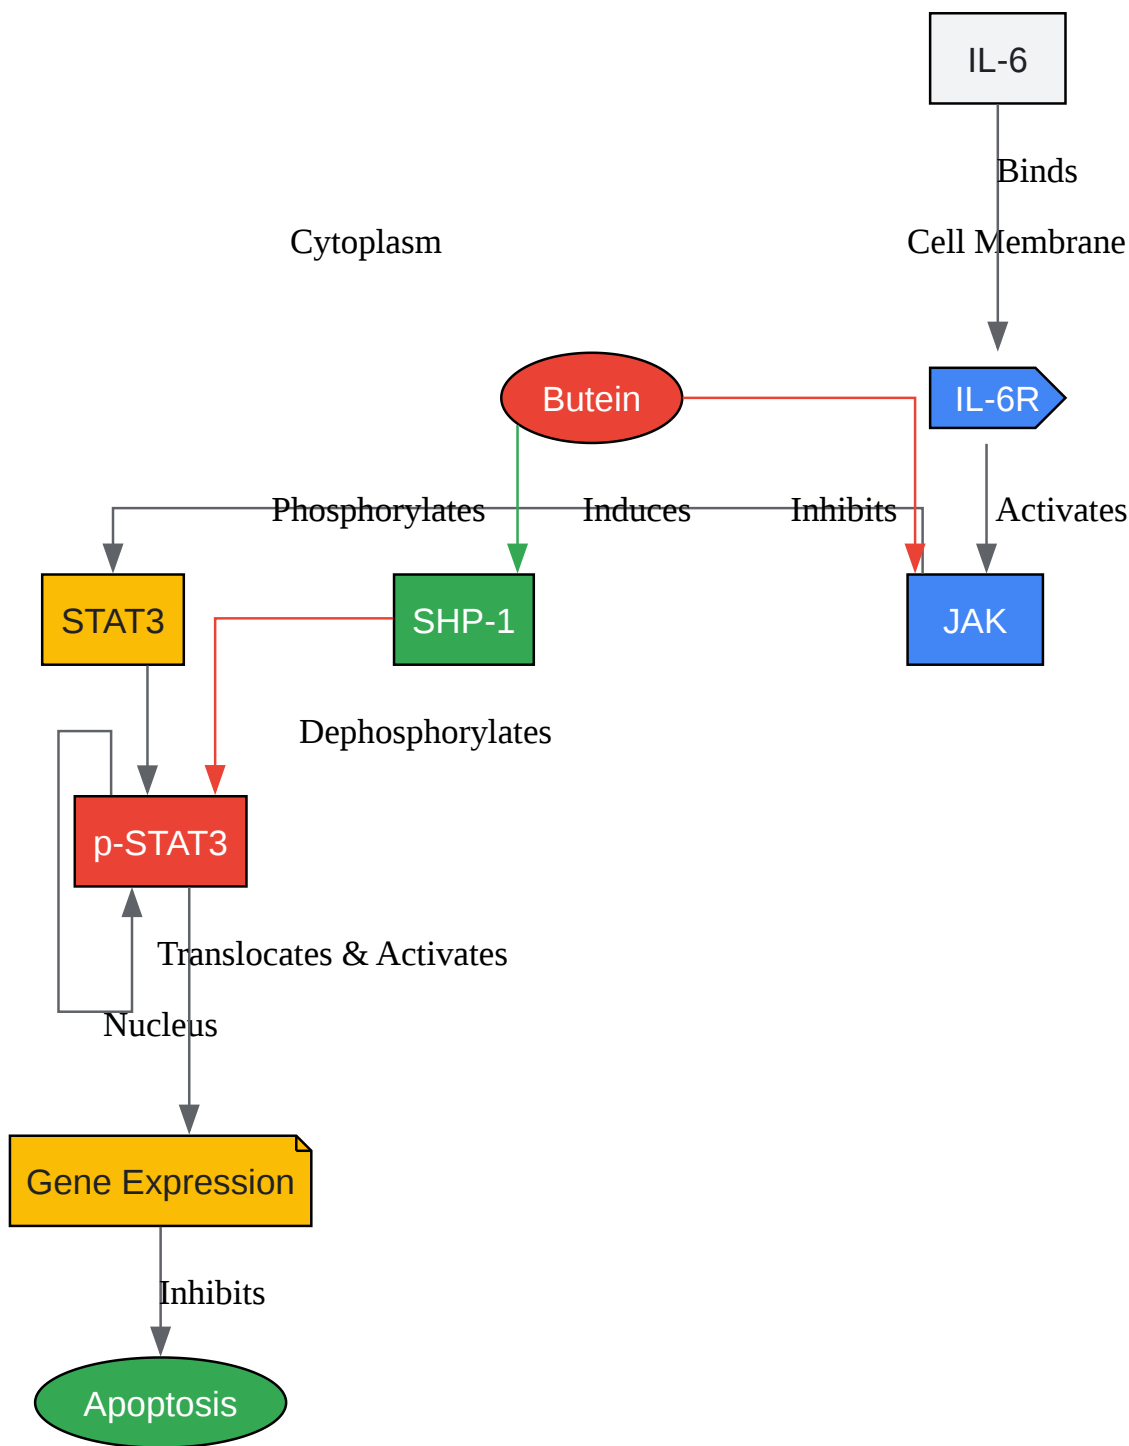 IL-6
Binds
Cytoplasm
Cell Membrane
Butein
IL-6R
Phosphorylates
Induces
Inhibits
Activates
STAT3
SHP-1
JAK
Dephosphorylates
p-STAT3
Translocates & Activates
Nucleus
Gene Expression
Inhibits
Apoptosis